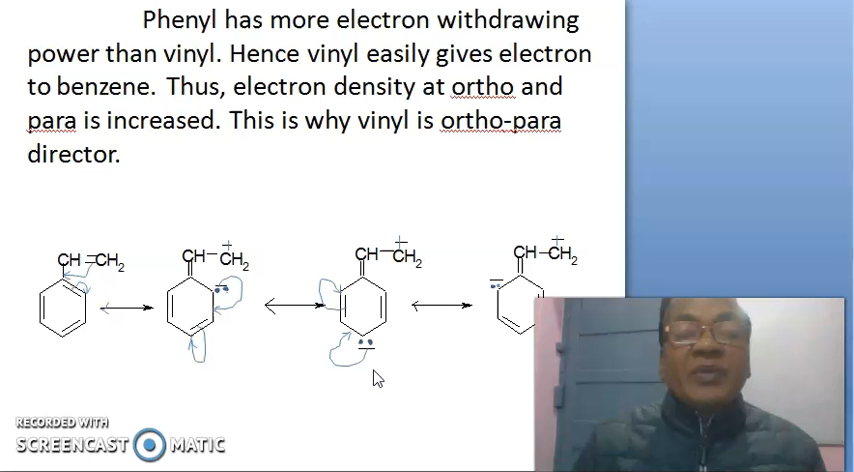 Phenyl has more electron withdrawing
power than vinyl. Hence vinyl easily gives electron
to benzene. Thus, electron density at ortho and
para is increased. This is why vinyl is ortho-para
director.
CH=CH2
CH-CH2 +
CH-CH2 +
CH-CH2 +
RECORDED WITH
SCREENCAST MATIC